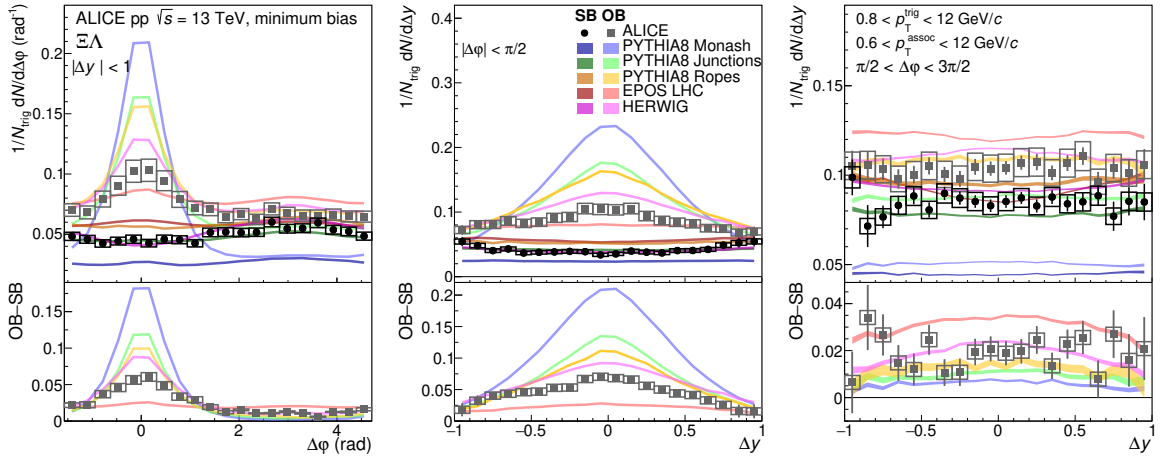 ALICE pp √s = 13 TeV, minimum bias
ΞΛ
|Δy| < 1
1/N_trig dN/dΔφ (rad⁻¹)
0.2
0.15
0.1
0.05
OB–SB
0.15
0.1
0.05
0
0 2 4
Δφ (rad)
|Δφ| < π/2
SB OB
ALICE
PYTHIA8 Monash
PYTHIA8 Junctions
PYTHIA8 Ropes
EPOS LHC
HERWIG
1/N_trig dN/dΔy
0.4
0.3
0.2
0.1
0
OB–SB
0.2
0.15
0.1
0.05
0
−1 −0.5 0 0.5 1
Δy
0.8 < p_T^trig < 12 GeV/c
0.6 < p_T^assoc < 12 GeV/c
π/2 < Δφ < 3π/2
1/N_trig dN/dΔy
0.15
0.1
0.05
OB–SB
0.04
0.02
0
−1 −0.5 0 0.5 1
Δy